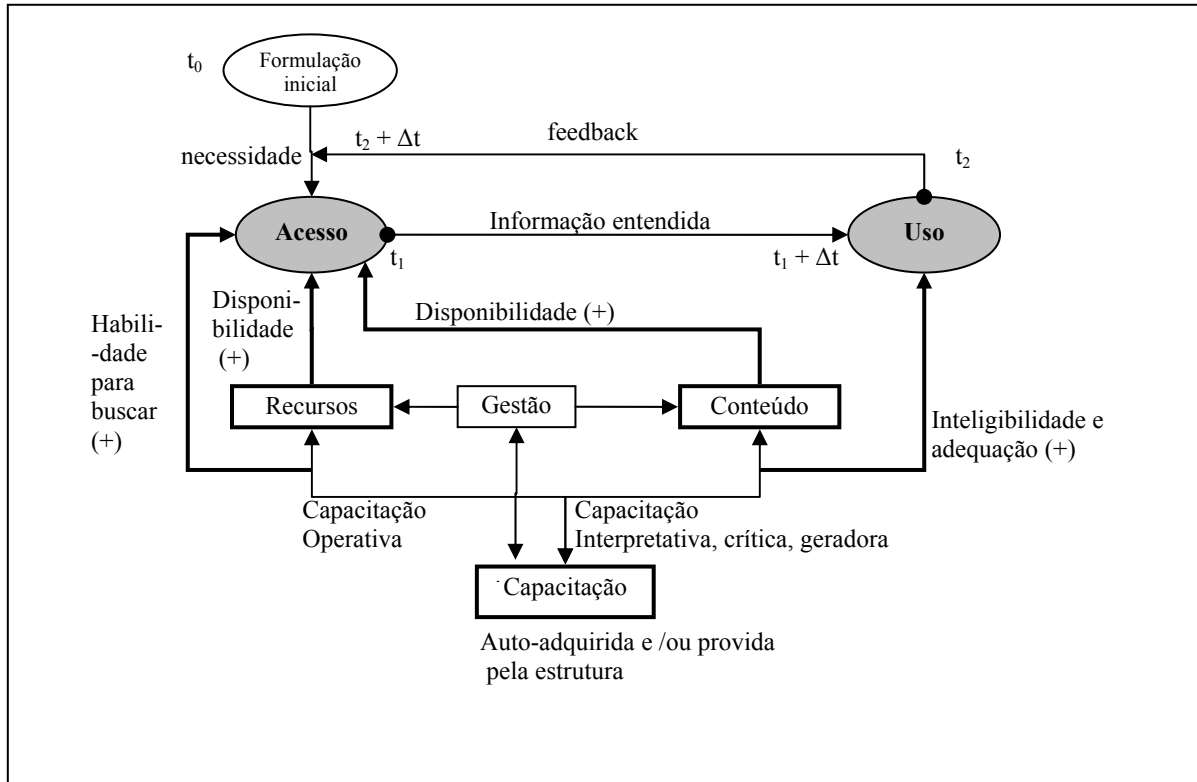 t0
Formulação
inicial
necessidade
t2 + Δt
feedback
t2
Acesso
Informação entendida
Uso
t1
t1 + Δt
Habili-
-dade
para
buscar
(+)
Disponi-
bilidade
(+)
Disponibilidade (+)
Recursos
Gestão
Conteúdo
Inteligibilidade e
adequação (+)
Capacitação
Operativa
Capacitação
Interpretativa, crítica, geradora
Capacitação
Auto-adquirida e /ou provida
pela estrutura